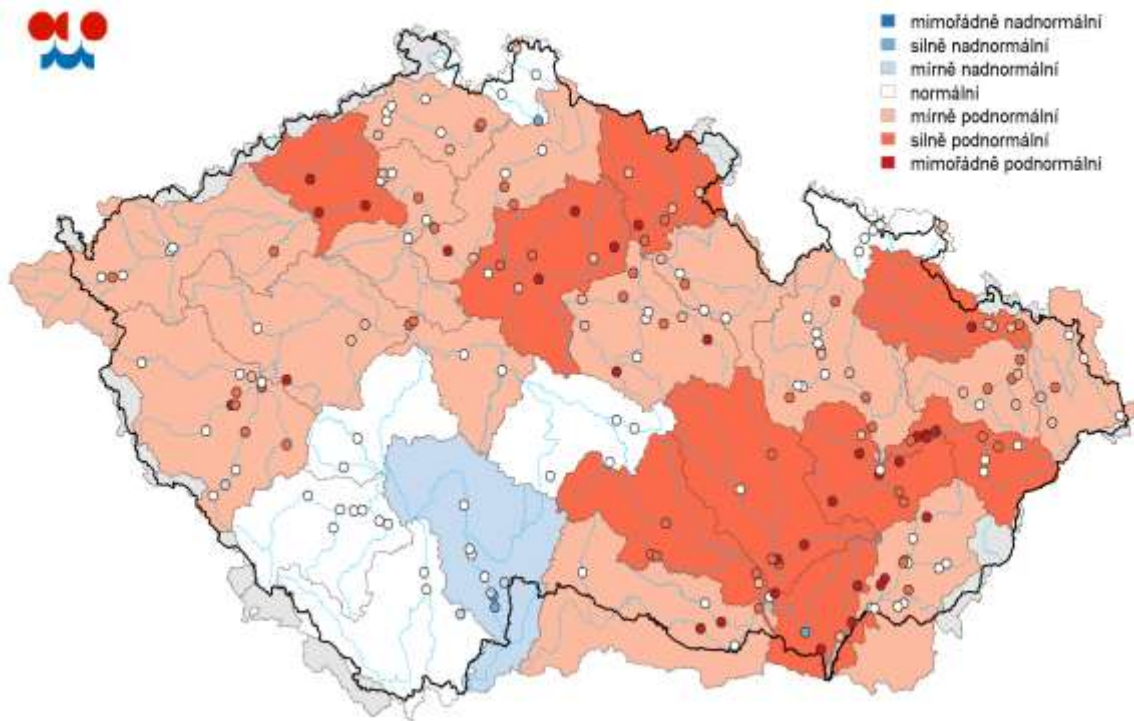 mimořádně nadnormální
silně nadnormální
mírně nadnormální
normální
mírně podnormální
silně podnormální
mimořádně podnormální